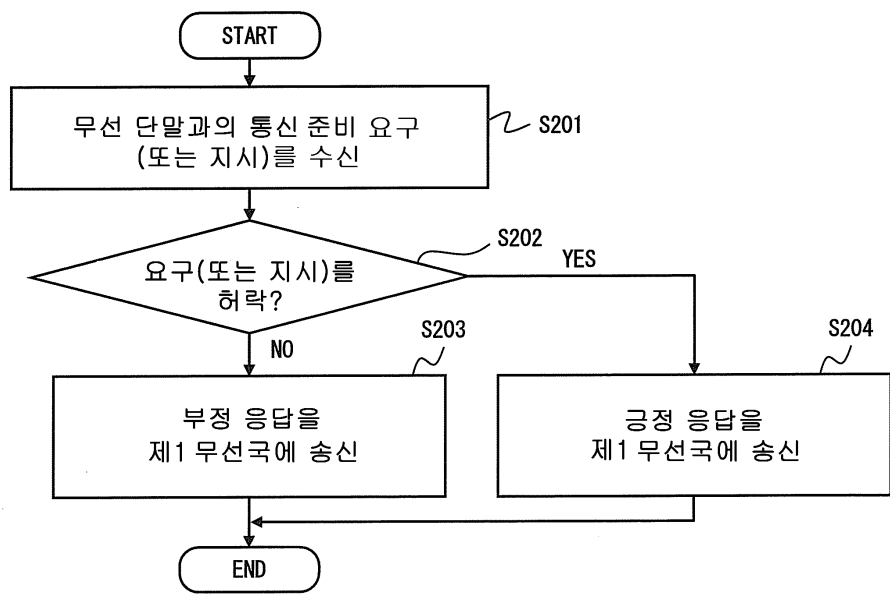 START
무선 단말과의 통신 준비 요구
(또는 지시)를 수신
S201
요구(또는 지시)를
허락?
S202
YES
NO
S203
부정 응답을
제1 무선국에 송신
S204
긍정 응답을
제1 무선국에 송신
END